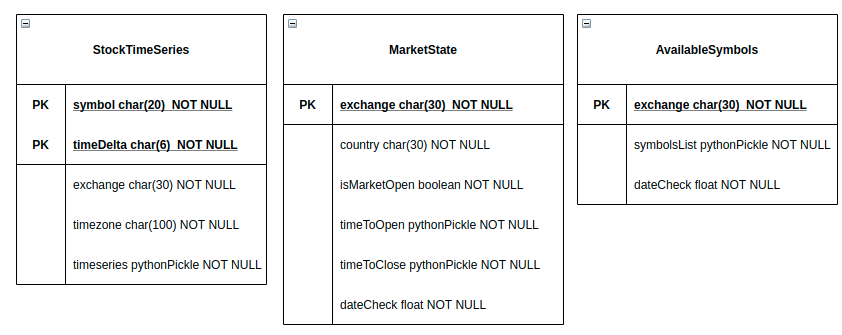 StockTimeSeries
PK symbol char(20) NOT NULL
PK timeDelta char(6) NOT NULL
exchange char(30) NOT NULL
timezone char(100) NOT NULL
timeseries pythonPickle NOT NULL
MarketState
PK exchange char(30) NOT NULL
country char(30) NOT NULL
isMarketOpen boolean NOT NULL
timeToOpen pythonPickle NOT NULL
timeToClose pythonPickle NOT NULL
dateCheck float NOT NULL
AvailableSymbols
PK exchange char(30) NOT NULL
symbolsList pythonPickle NOT NULL
dateCheck float NOT NULL